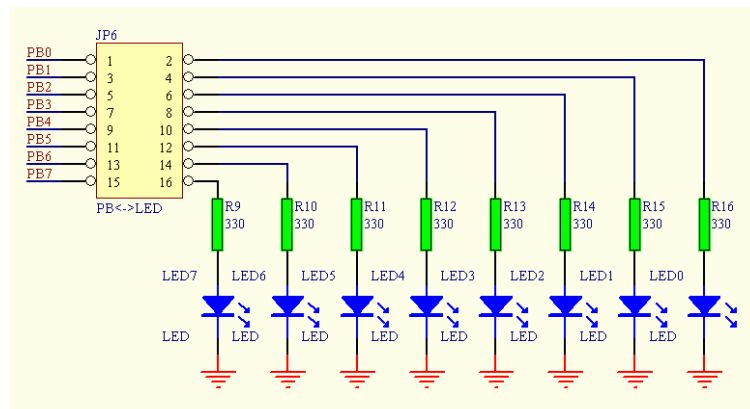 JP6
PB0 1 2
PB1 3 4
PB2 5 6
PB3 7 8
PB4 9 10
PB5 11 12
PB6 13 14
PB7 15 16
PB<->LED
R9 R10 R11 R12 R13 R14 R15 R16
330 330 330 330 330 330 330 330
LED7 LED6 LED5 LED4 LED3 LED2 LED1 LED0
LED LED LED LED LED LED LED LED